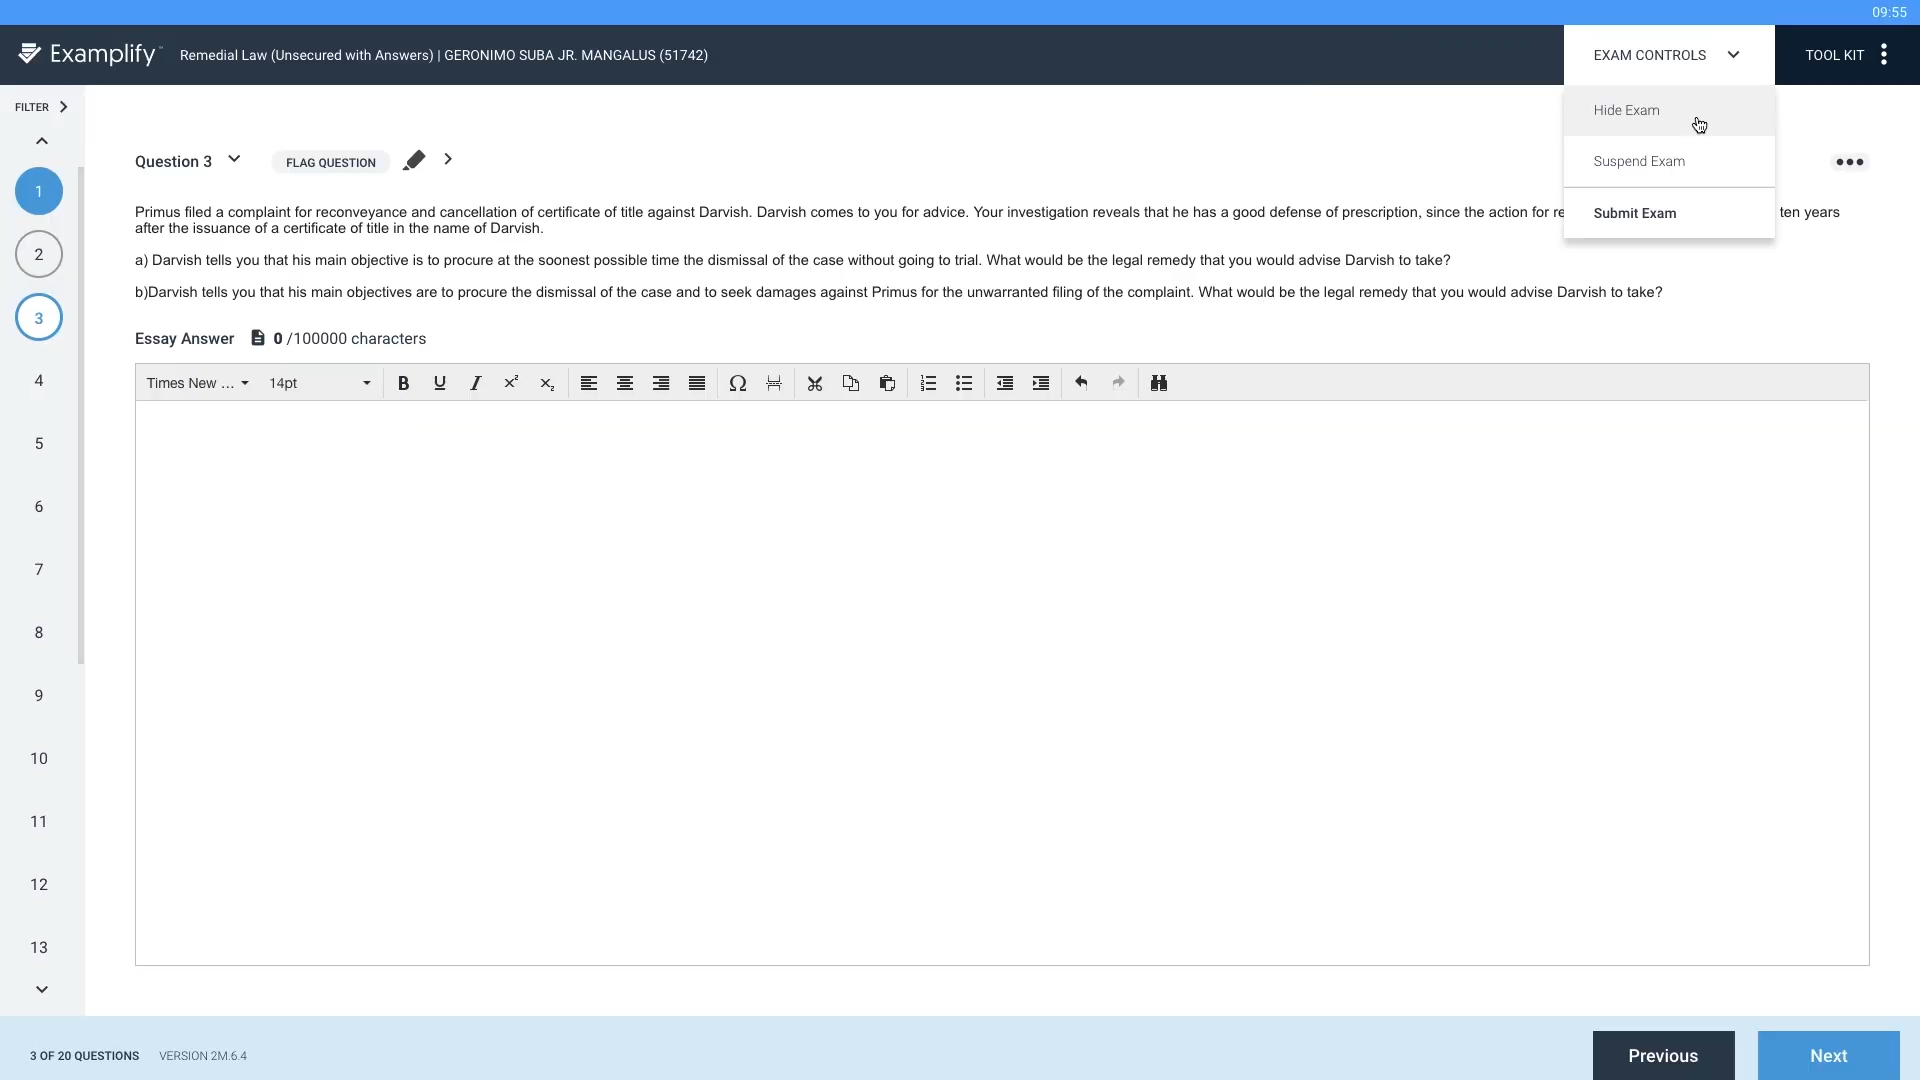 09:55
Examplify
Remedial Law (Unsecured with Answers) | GERONIMO SUBA JR. MANGALUS (51742)
EXAM CONTROLS
TOOL KIT
Hide Exam
Suspend Exam
Submit Exam
FILTER
1
2
3
4
5
6
7
8
9
10
11
12
13
Question 3
FLAG QUESTION
Primus filed a complaint for reconveyance and cancellation of certificate of title against Darvish. Darvish comes to you for advice. Your investigation reveals that he has a good defense of prescription, since the action for re ten years
after the issuance of a certificate of title in the name of Darvish.
a) Darvish tells you that his main objective is to procure at the soonest possible time the dismissal of the case without going to trial. What would be the legal remedy that you would advise Darvish to take?
b)Darvish tells you that his main objectives are to procure the dismissal of the case and to seek damages against Primus for the unwarranted filing of the complaint. What would be the legal remedy that you would advise Darvish to take?
Essay Answer 0 /100000 characters
Times New ... 14pt B U I X² X₂ Ω
3 OF 20 QUESTIONS VERSION 2M.6.4
Previous
Next